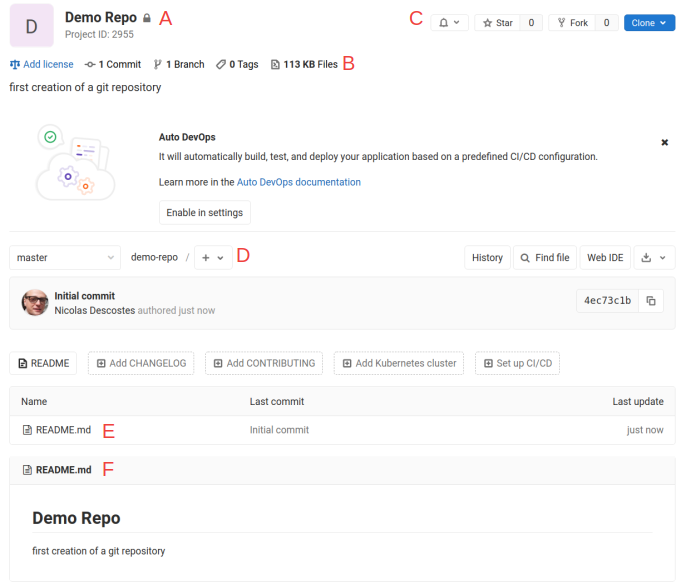 D
Demo Repo A
Project ID: 2955
C
Star 0
Fork 0
Clone
Add license 1 Commit 1 Branch 0 Tags 113 KB Files B
first creation of a git repository
Auto DevOps
It will automatically build, test, and deploy your application based on a predefined CI/CD configuration.
Learn more in the Auto DevOps documentation
Enable in settings
master demo-repo / + D History Find file Web IDE
Initial commit
Nicolas Descostes authored just now
4ec73c1b
README Add CHANGELOG Add CONTRIBUTING Add Kubernetes cluster Set up CI/CD
Name Last commit Last update
README.md E Initial commit just now
README.md F
Demo Repo
first creation of a git repository